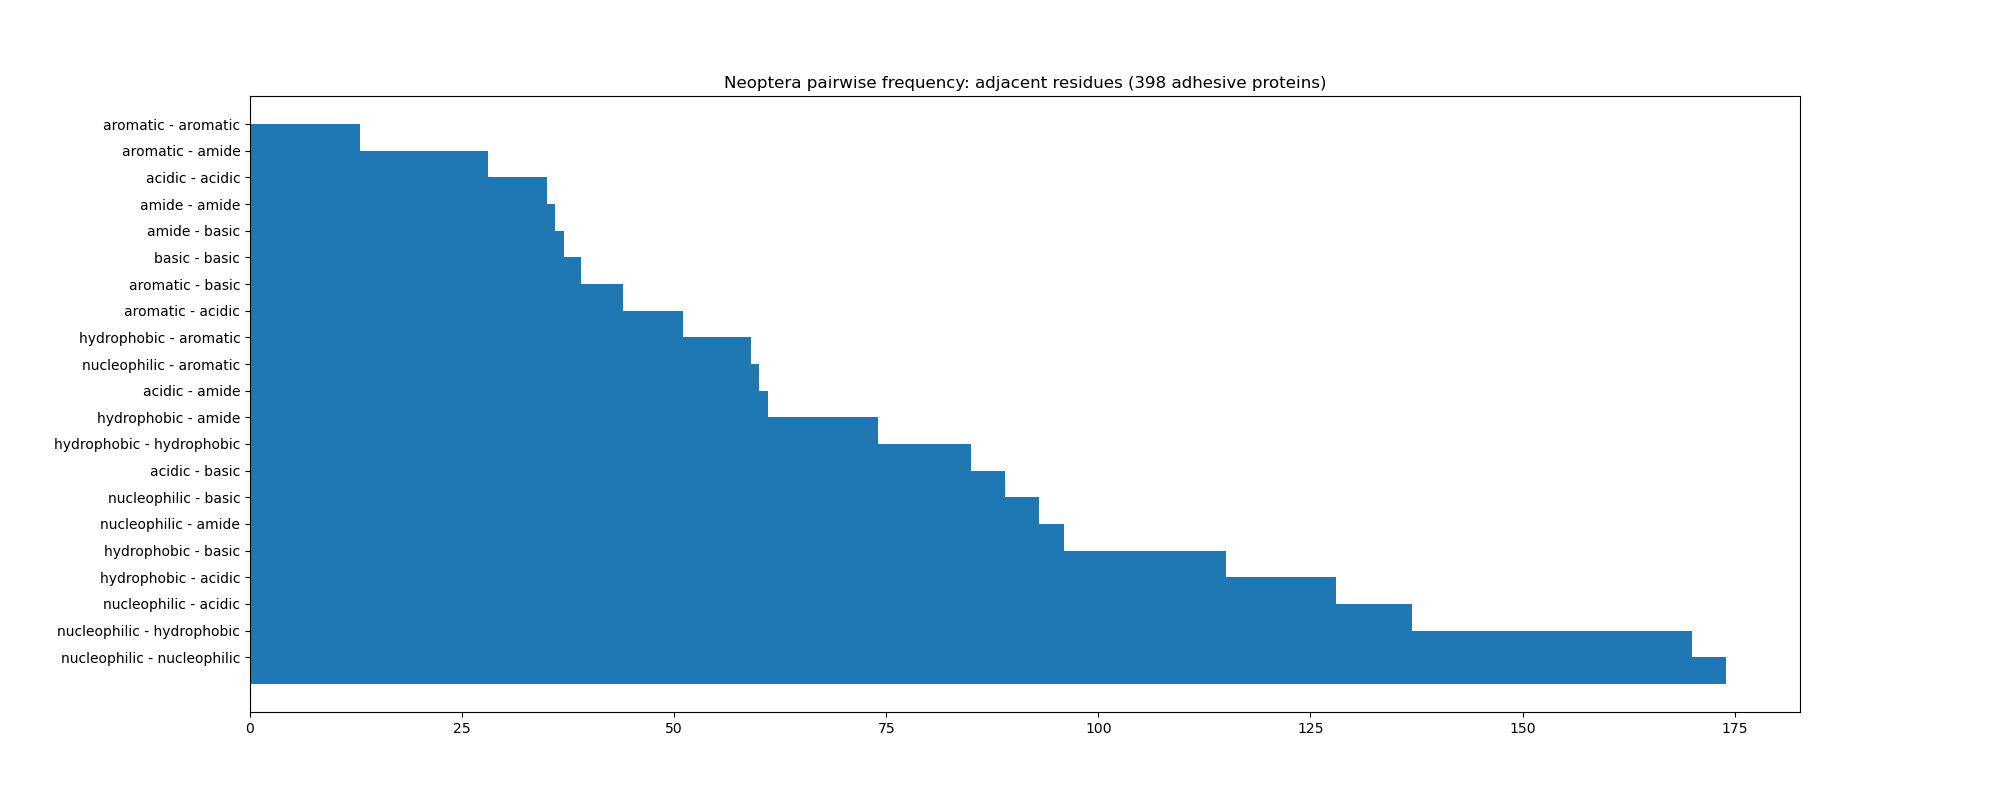 Neoptera pairwise frequency: adjacent residues (398 adhesive proteins)
aromatic - aromatic
aromatic - amide
acidic - acidic
amide - amide
amide - basic
basic - basic
aromatic - basic
aromatic - acidic
hydrophobic - aromatic
nucleophilic - aromatic
acidic - amide
hydrophobic - amide
hydrophobic - hydrophobic
acidic - basic
nucleophilic - basic
nucleophilic - amide
hydrophobic - basic
hydrophobic - acidic
nucleophilic - acidic
nucleophilic - hydrophobic
nucleophilic - nucleophilic
0 25 50 75 100 125 150 175